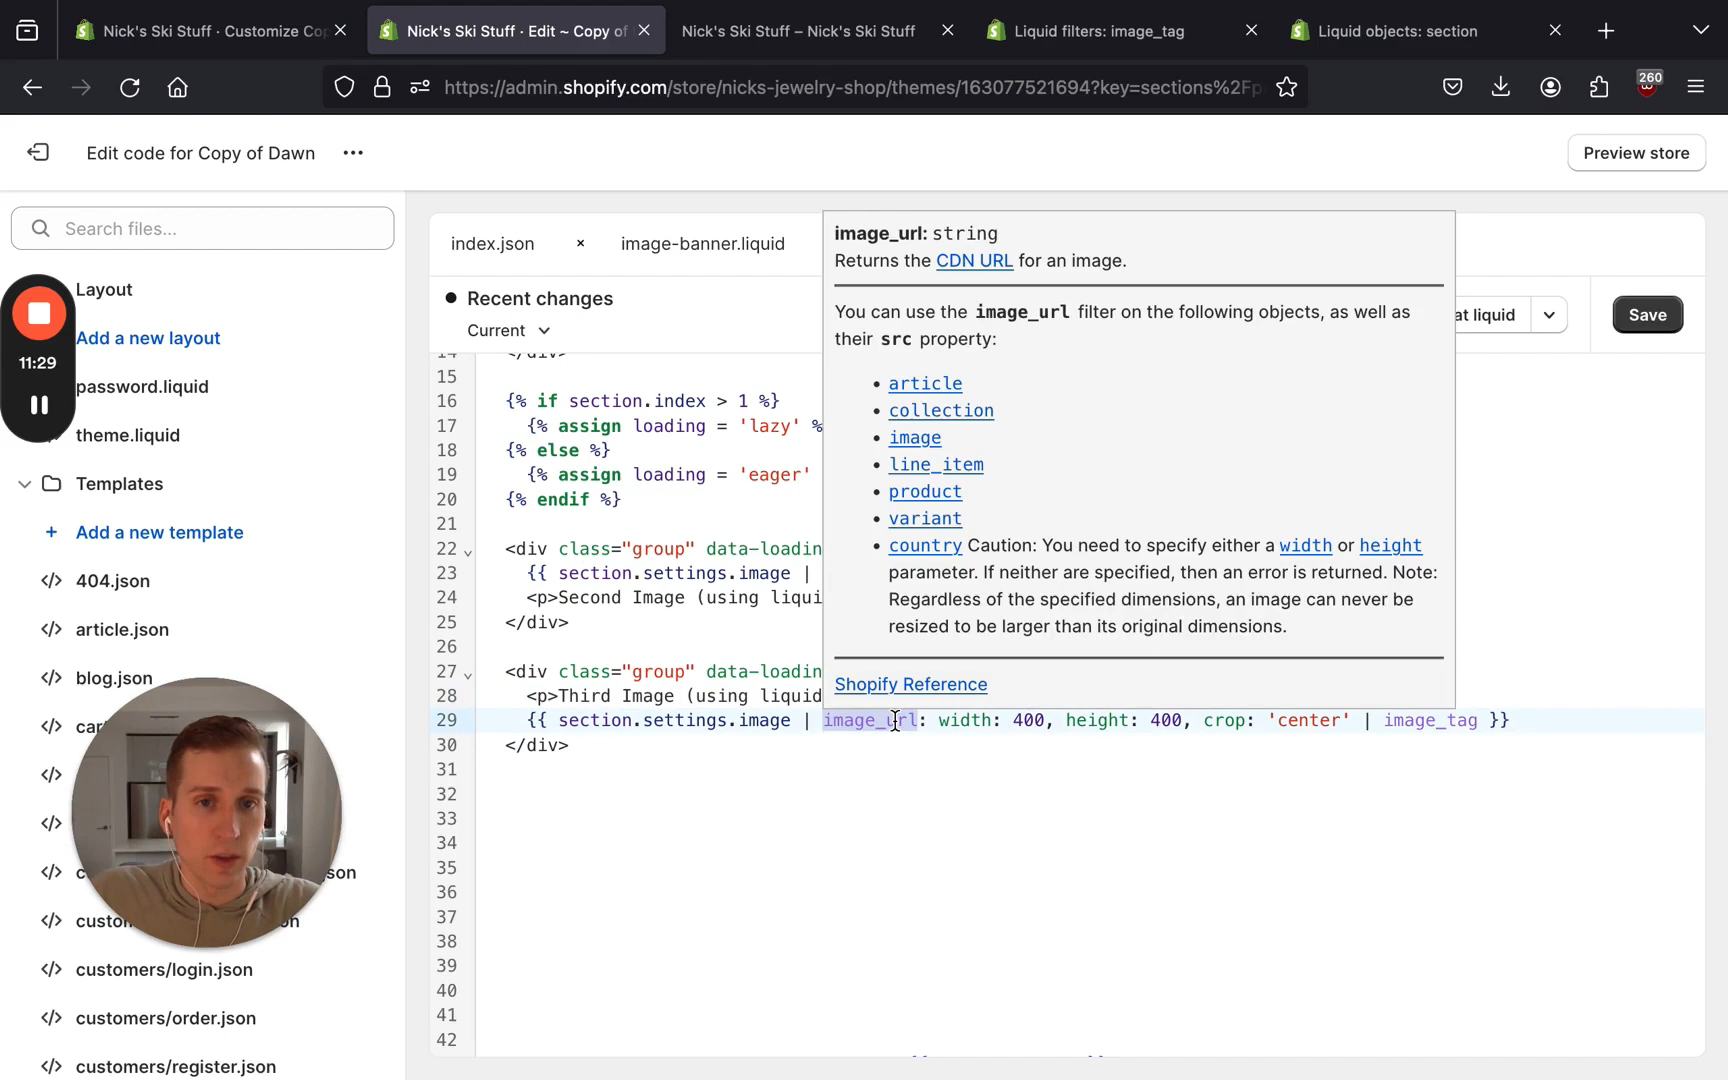 Nick's Ski Stuff · Customize Cop
Nick's Ski Stuff · Edit ~ Copy of
Nick's Ski Stuff – Nick's Ski Stuff
Liquid filters: image_tag
Liquid objects: section
https://admin.shopify.com/store/nicks-jewelry-shop/themes/163077521694?key=sections%2Fp
260
Edit code for Copy of Dawn
Preview store
Search files...
Layout
Add a new layout
password.liquid
theme.liquid
Templates
+ Add a new template
404.json
article.json
blog.json
car
c
son
custom
n
customers/login.json
customers/order.json
customers/register.json
11:29
index.json
image-banner.liquid
Recent changes
Current
at liquid
Save
14 </div>
15
16 {% if section.index > 1 %}
17 {% assign loading = 'lazy' %
18 {% else %}
19 {% assign loading = 'eager'
20 {% endif %}
21
22 <div class="group" data-loadin
23 {{ section.settings.image |
24 <p>Second Image (using liqui
25 </div>
26
27 <div class="group" data-loadin
28 <p>Third Image (using liquid
29 {{ section.settings.image | image_url: width: 400, height: 400, crop: 'center' | image_tag }}
30 </div>
31
32
33
34
35
36
37
38
39
40
41
42
image_url: string
Returns the CDN URL for an image.
You can use the image_url filter on the following objects, as well as
their src property:
• article
• collection
• image
• line_item
• product
• variant
• country Caution: You need to specify either a width or height
parameter. If neither are specified, then an error is returned. Note:
Regardless of the specified dimensions, an image can never be
resized to be larger than its original dimensions.
Shopify Reference